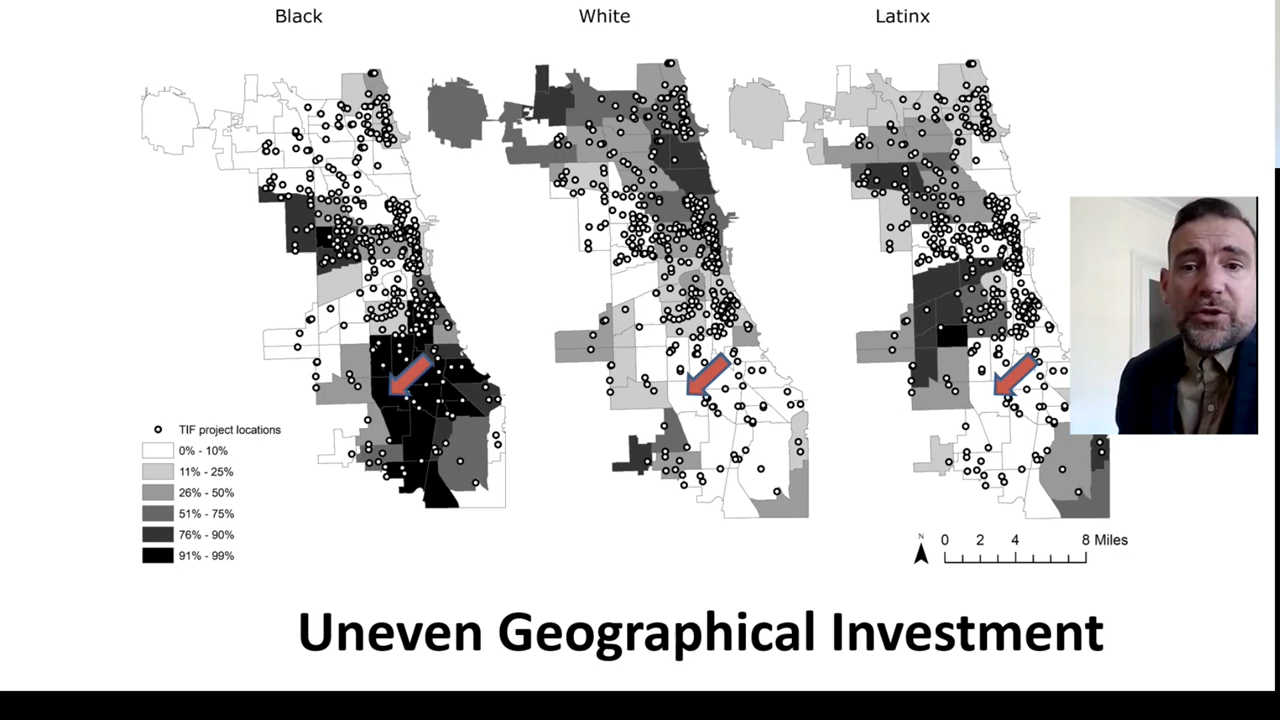 Black
White
Latinx
TIF project locations
0% - 10%
11% - 25%
26% - 50%
51% - 75%
76% - 90%
91% - 99%
N
0 2 4 8 Miles
Uneven Geographical Investment